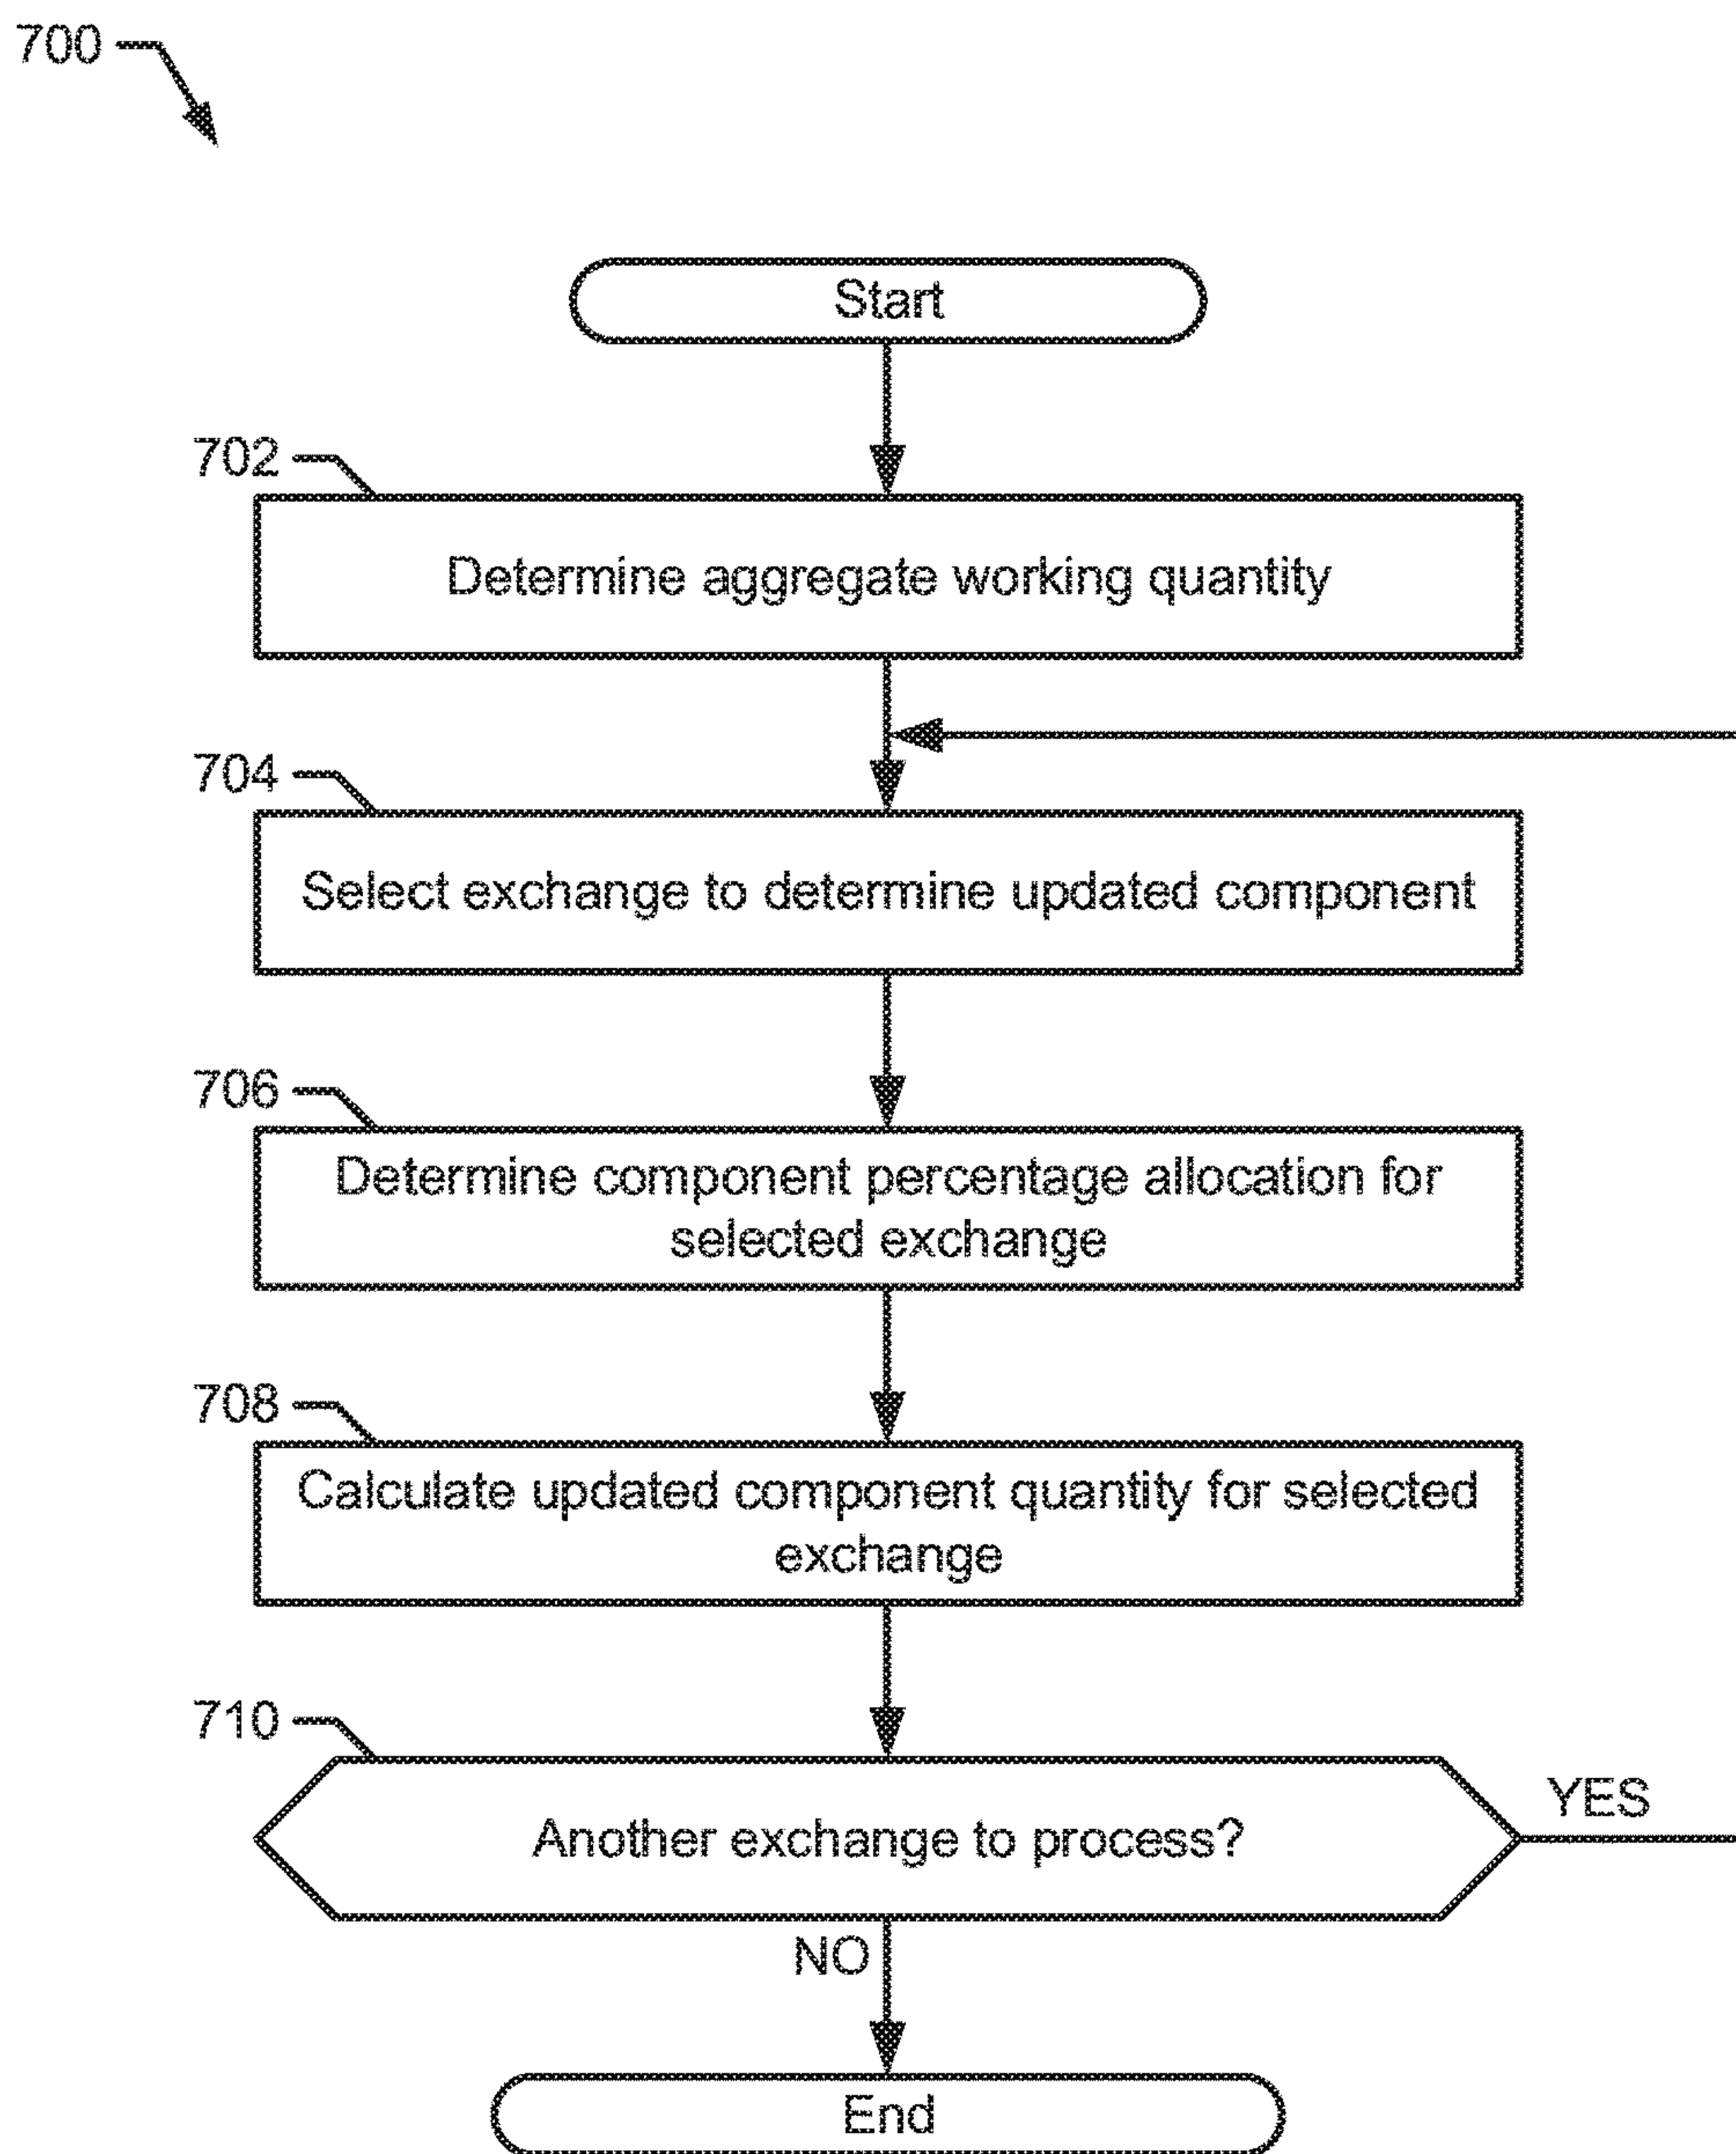 700
Start
702
Determine aggregate working quantity
704
Select exchange to determine updated component
706
Determine component percentage allocation for
selected exchange
708
Calculate updated component quantity for selected
exchange
710
Another exchange to process?
YES
NO
End